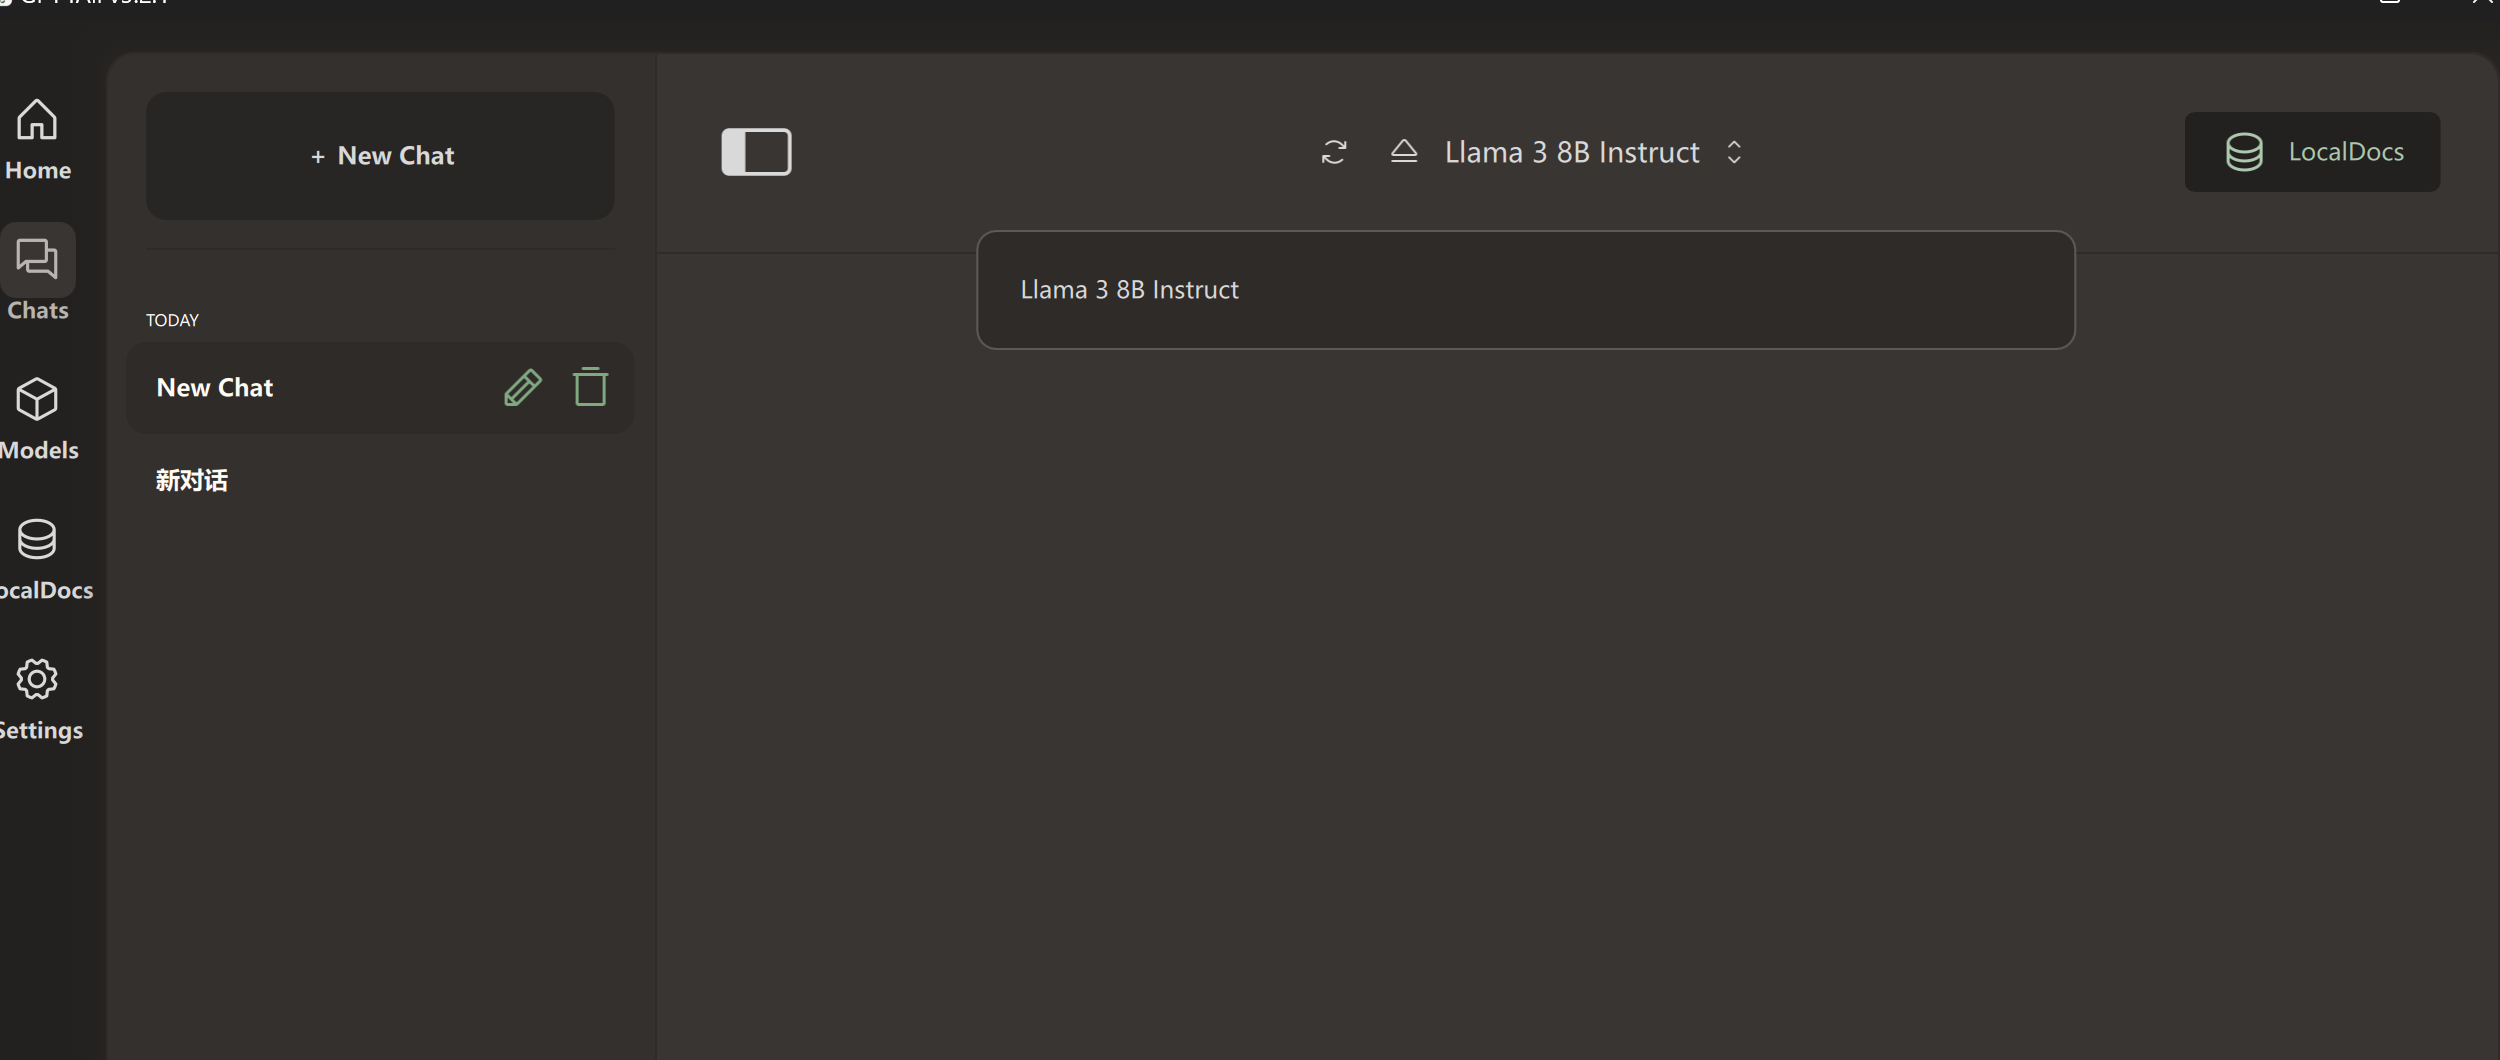 Home
Chats
Models
LocalDocs
Settings
+ New Chat
TODAY
New Chat
新对话
Llama 3 8B Instruct
LocalDocs
Llama 3 8B Instruct